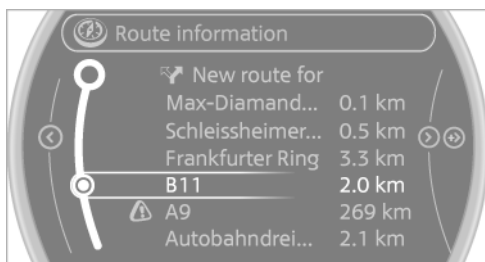 Route information
New route for
Max-Diamand... 0.1 km
Schleissheimer... 0.5 km
Frankfurter Ring 3.3 km
B11 2.0 km
A9 269 km
Autobahndrei... 2.1 km